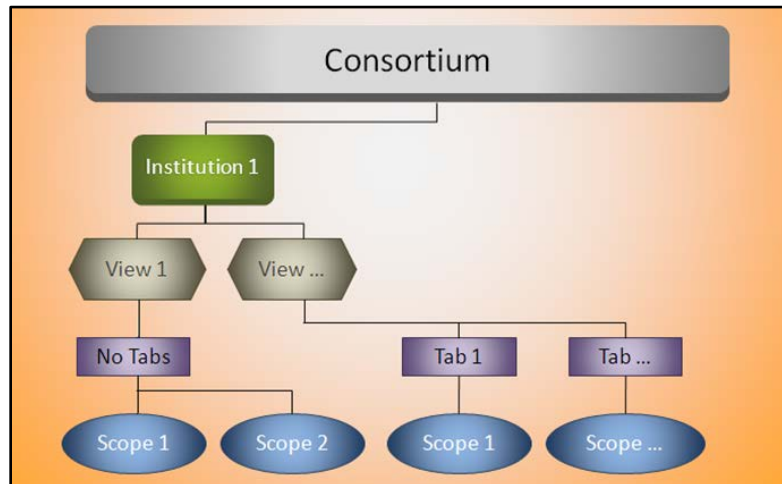 Consortium
Institution 1
View 1
View ...
No Tabs
Tab 1
Tab ...
Scope 1
Scope 2
Scope 1
Scope ...